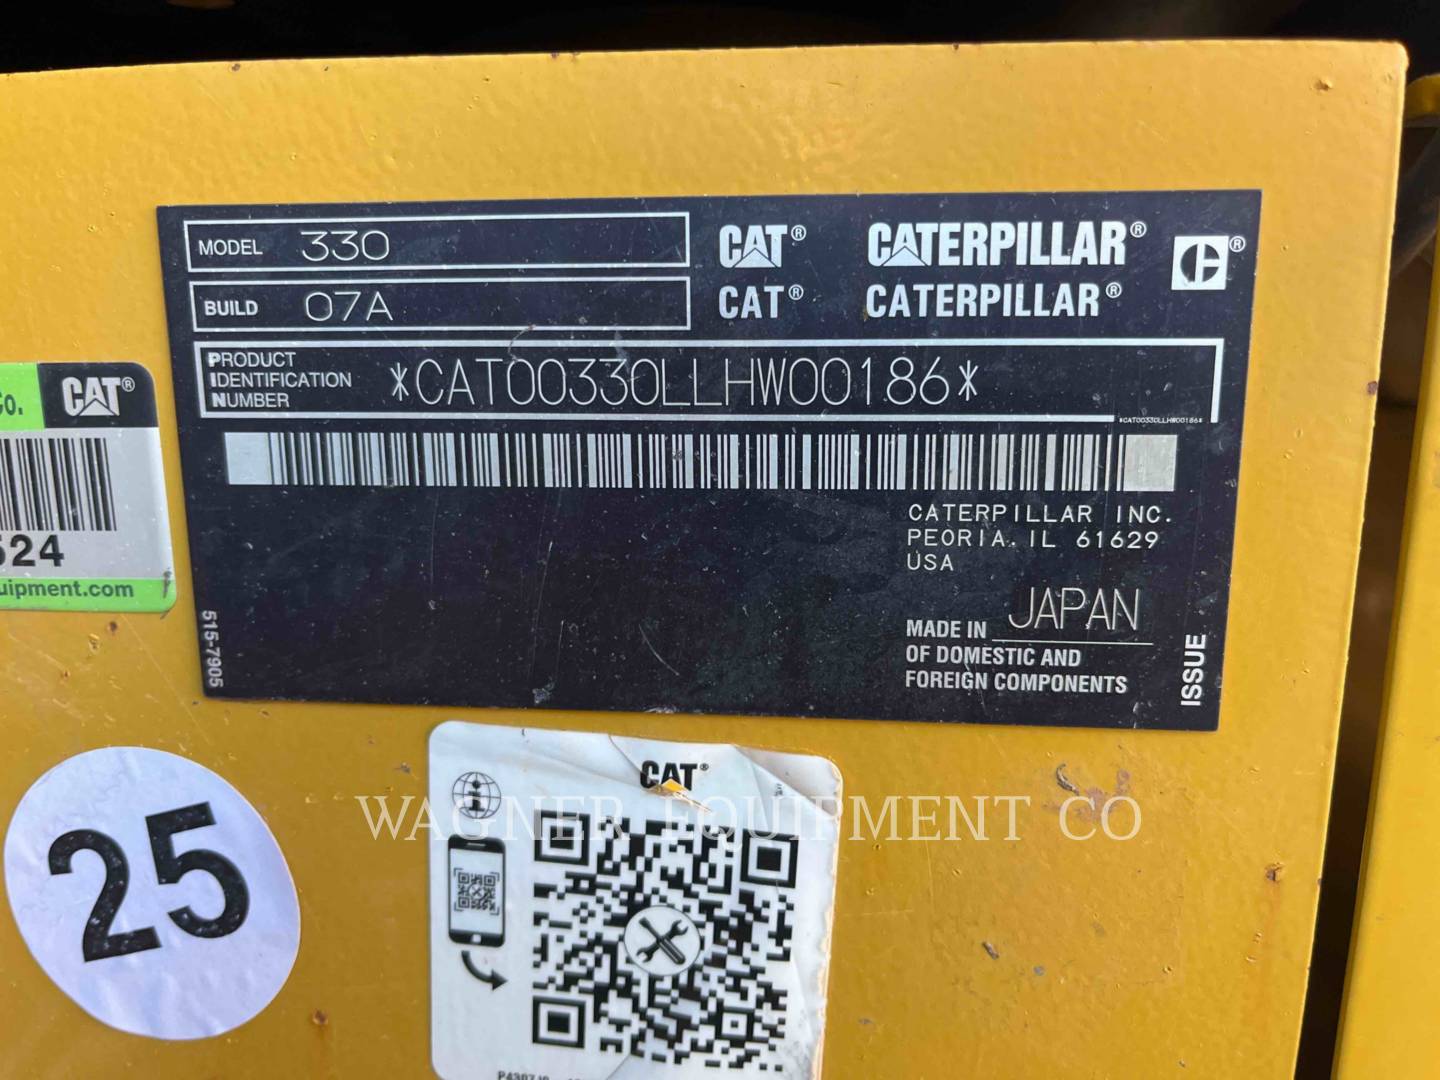 MODEL 330
BUILD 07A
CAT® CATERPILLAR® ®
CAT® CATERPILLAR®
PRODUCT IDENTIFICATION NUMBER *CAT00330LLHW00186*
*CAT00330LLHW00186*
CATERPILLAR INC.
PEORIA. IL 61629
USA
MADE IN JAPAN
OF DOMESTIC AND
FOREIGN COMPONENTS
ISSUE
515-7905
Co. CAT®
524
uipment.com
25
CAT®
WAGNER EQUIPMENT CO